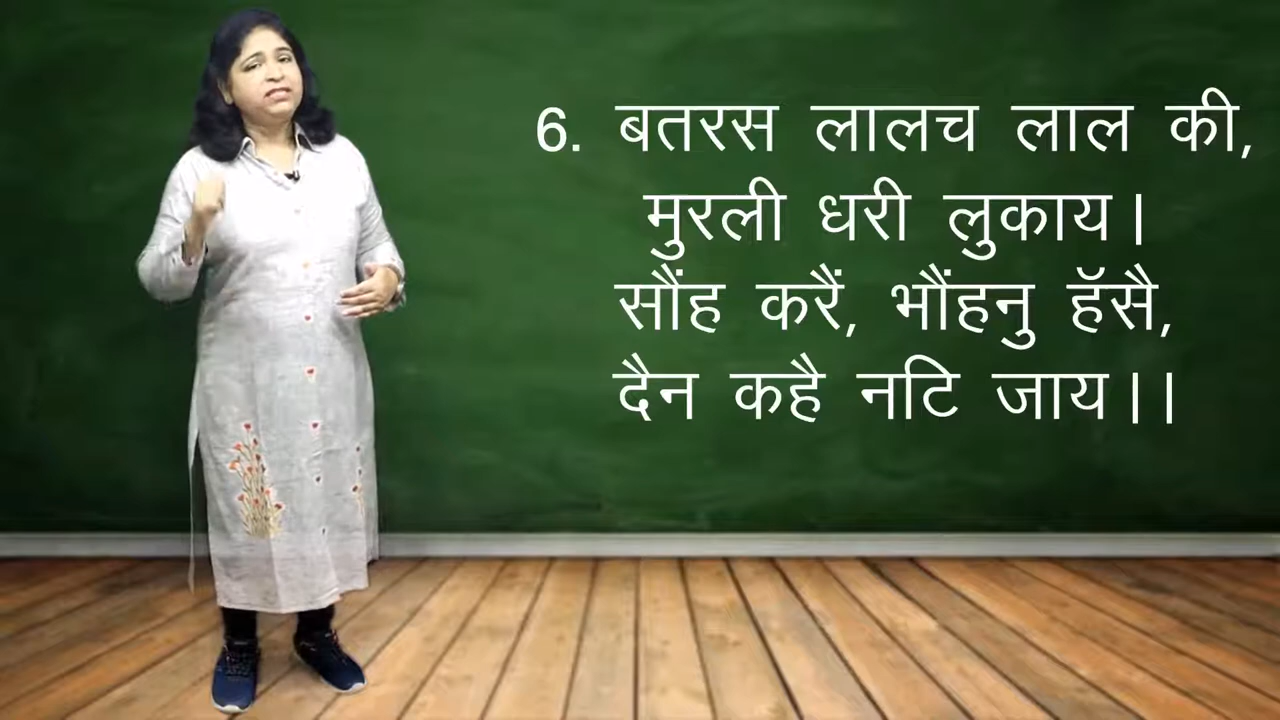 6. बतरस लालच लाल की,
मुरली धरी लुकाय।
सौंह करैं, भौंहनु हॅसै,
दैन कहै नटि जाय।।